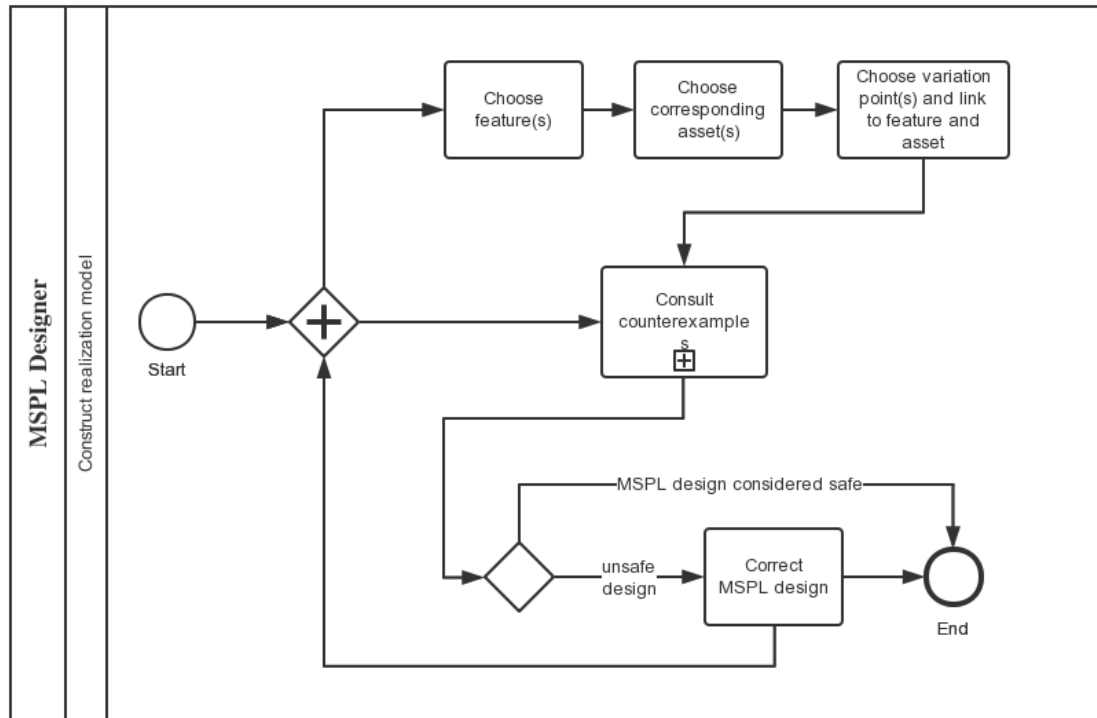 MSPL Designer
Construct realization model
Choose
feature(s)
Choose
corresponding
asset(s)
Choose variation
point(s) and link
to feature and
asset
Start
Consult
counterexample
s
MSPL design considered safe
unsafe
design
Correct
MSPL design
End